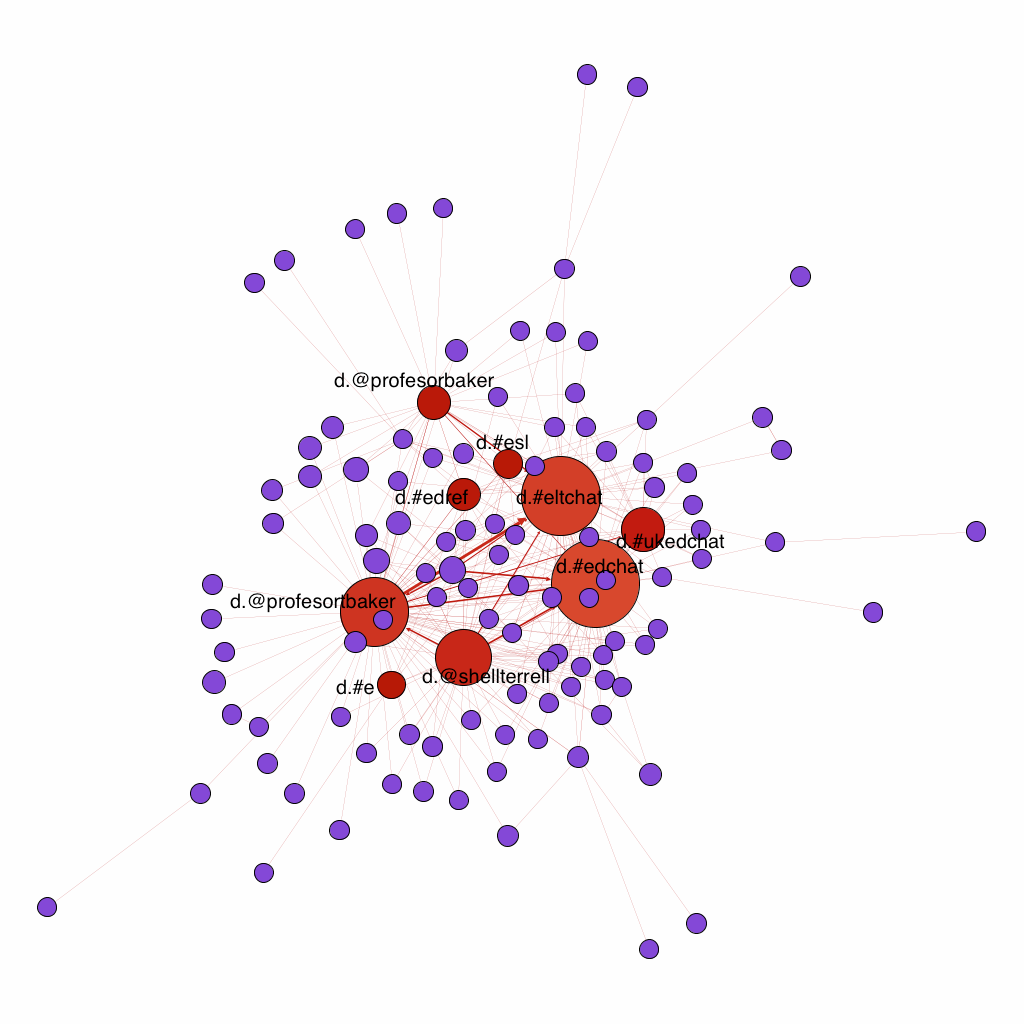 d.@profesorbaker
d.#esl
d.#edref
d.#eltchat
d.#ukedchat
d.#edchat
d.@profesortbaker
d.@shellterrell
d.#e